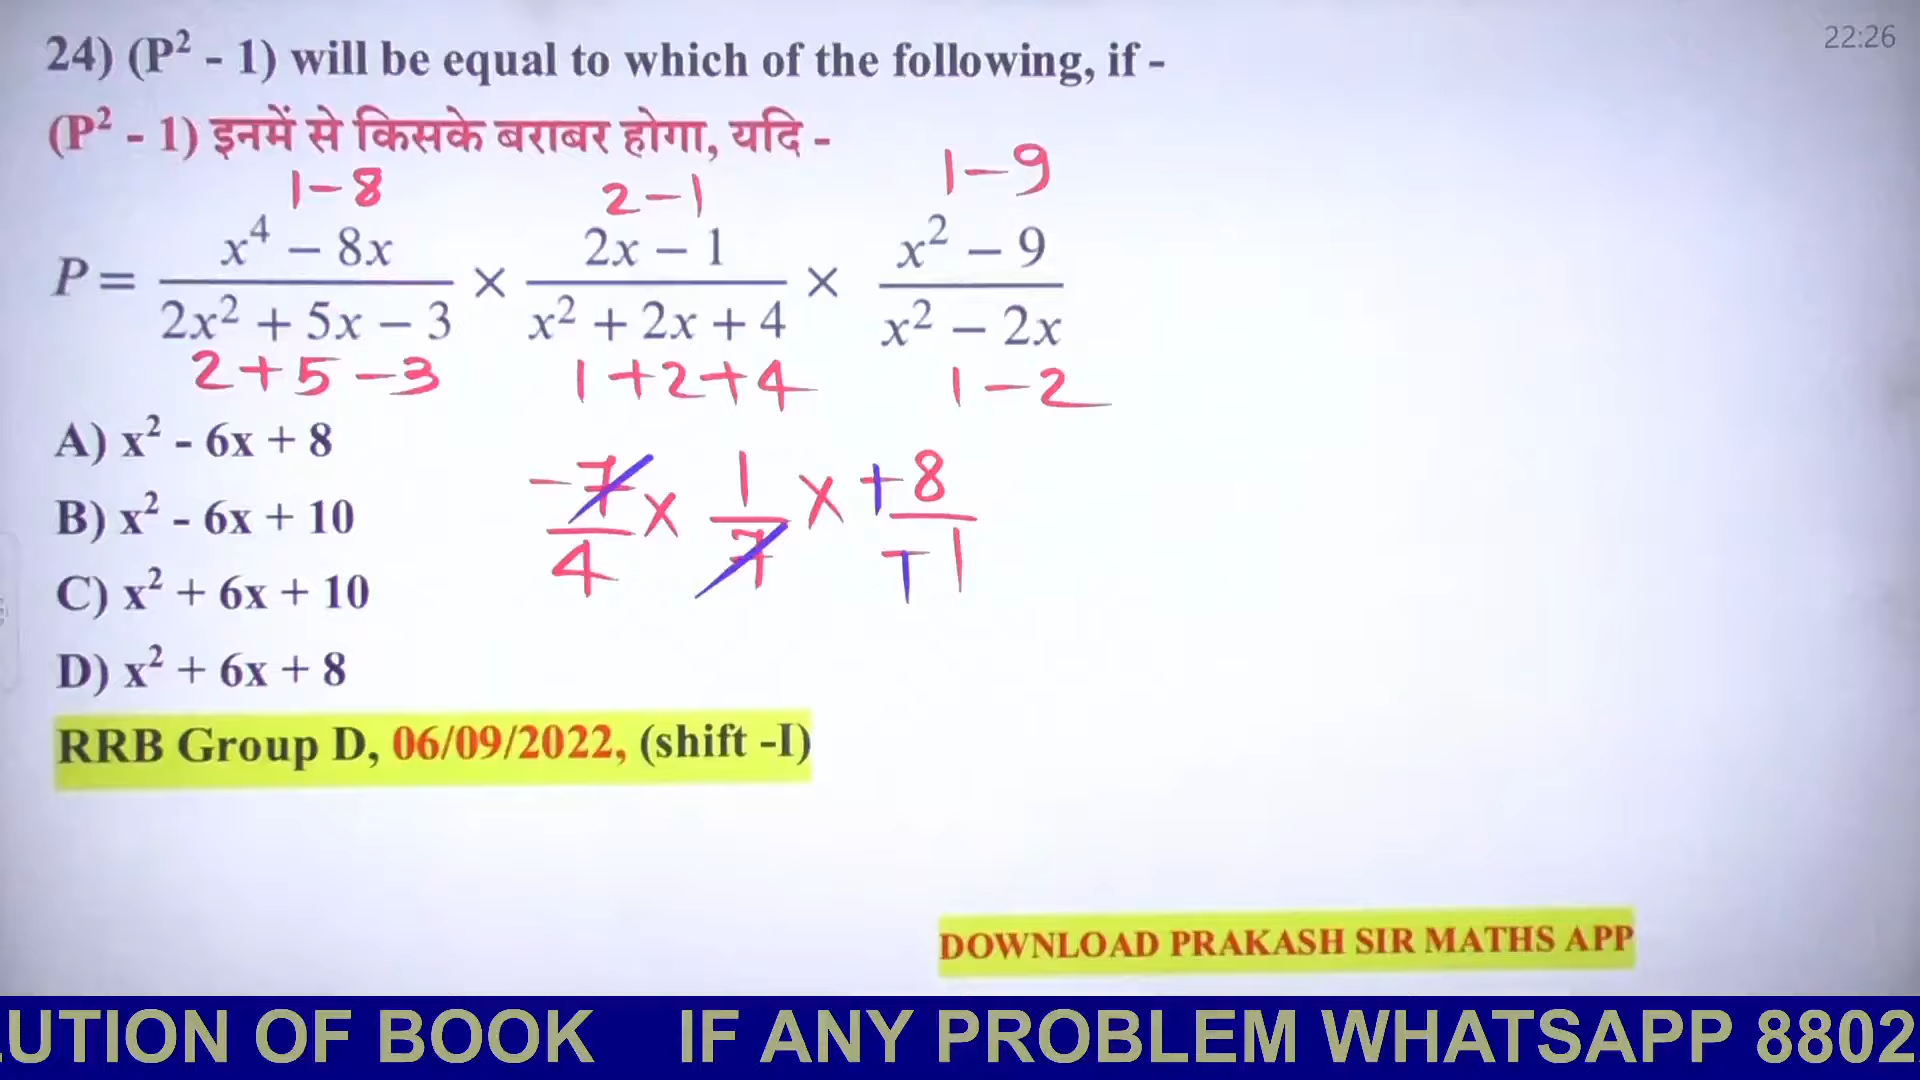 22:26
24) (P² - 1) will be equal to which of the following, if -
(P² - 1) इनमें से किसके बराबर होगा, यदि -
1-8 2-1 1-9
P = x⁴ - 8x / 2x² + 5x - 3 × 2x - 1 / x² + 2x + 4 × x² - 9 / x² - 2x
2+5-3 1+2+4 1-2
A) x² - 6x + 8
-7/4 × 1/7 × +8/-1
B) x² - 6x + 10
C) x² + 6x + 10
D) x² + 6x + 8
RRB Group D, 06/09/2022, (shift -I)
DOWNLOAD PRAKASH SIR MATHS APP
UTION OF BOOK IF ANY PROBLEM WHATSAPP 8802